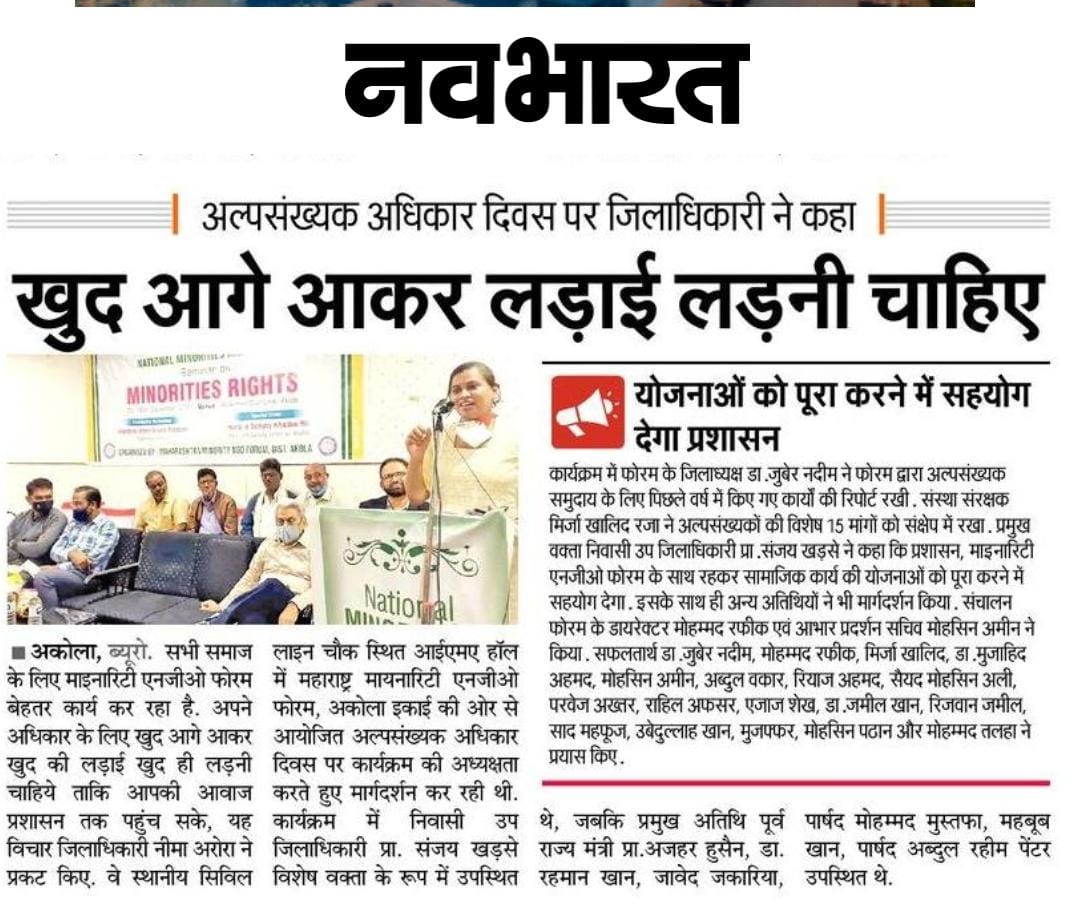 नवभारत
अल्पसंख्यक अधिकार दिवस पर जिलाधिकारी ने कहा
खुद आगे आकर लड़ाई लड़नी चाहिए
NATIONAL MINORITIES
Seminar on
MINORITIES RIGHTS
ORGANISED BY : MAHARASHTRA MINORITY NGO FORUM, DIST. AKOLA
National
■ अकोला, ब्यूरो. सभी समाज
के लिए माइनारिटी एनजीओ फोरम
बेहतर कार्य कर रहा है. अपने
अधिकार के लिए खुद आगे आकर
खुद की लड़ाई खुद ही लड़नी
चाहिये ताकि आपकी आवाज
प्रशासन तक पहुंच सके, यह
विचार जिलाधिकारी नीमा अरोरा ने
प्रकट किए. वे स्थानीय सिविल
लाइन चौक स्थित आईएमए हॉल
में महाराष्ट्र मायनारिटी एनजीओ
फोरम, अकोला इकाई की ओर से
आयोजित अल्पसंख्यक अधिकार
दिवस पर कार्यक्रम की अध्यक्षता
करते हुए मार्गदर्शन कर रही थी.
कार्यक्रम में निवासी उप
जिलाधिकारी प्रा. संजय खड़से
विशेष वक्ता के रूप में उपस्थित
थे, जबकि प्रमुख अतिथि पूर्व
राज्य मंत्री प्रा.अजहर हुसैन, डा.
रहमान खान, जावेद जकारिया,
पार्षद मोहम्मद मुस्तफा, महबूब
खान, पार्षद अब्दुल रहीम पेंटर
उपस्थित थे.
योजनाओं को पूरा करने में सहयोग
देगा प्रशासन
कार्यक्रम में फोरम के जिलाध्यक्ष डा .जुबेर नदीम ने फोरम द्वारा अल्पसंख्यक
समुदाय के लिए पिछले वर्ष में किए गए कार्यों की रिपोर्ट रखी . संस्था संरक्षक
मिर्जा खालिद रजा ने अल्पसंख्यकों की विशेष 15 मांगों को संक्षेप में रखा . प्रमुख
वक्ता निवासी उप जिलाधिकारी प्रा .संजय खड़से ने कहा कि प्रशासन, माइनारिटी
एनजीओ फोरम के साथ रहकर सामाजिक कार्य की योजनाओं को पूरा करने में
सहयोग देगा . इसके साथ ही अन्य अतिथियों ने भी मार्गदर्शन किया . संचालन
फोरम के डायरेक्टर मोहम्मद रफीक एवं आभार प्रदर्शन सचिव मोहसिन अमीन ने
किया . सफलतार्थ डा .जुबेर नदीम, मोहम्मद रफीक, मिर्जा खालिद, डा .मुजाहिद
अहमद, मोहसिन अमीन, अब्दुल वकार, रियाज अहमद, सैयद मोहसिन अली,
परवेज अख्तर, राहिल अफसर, एजाज शेख, डा .जमील खान, रिजवान जमील,
साद महफूज, उबेदुल्लाह खान, मुजफ्फर, मोहसिन पठान और मोहम्मद तलहा ने
प्रयास किए .